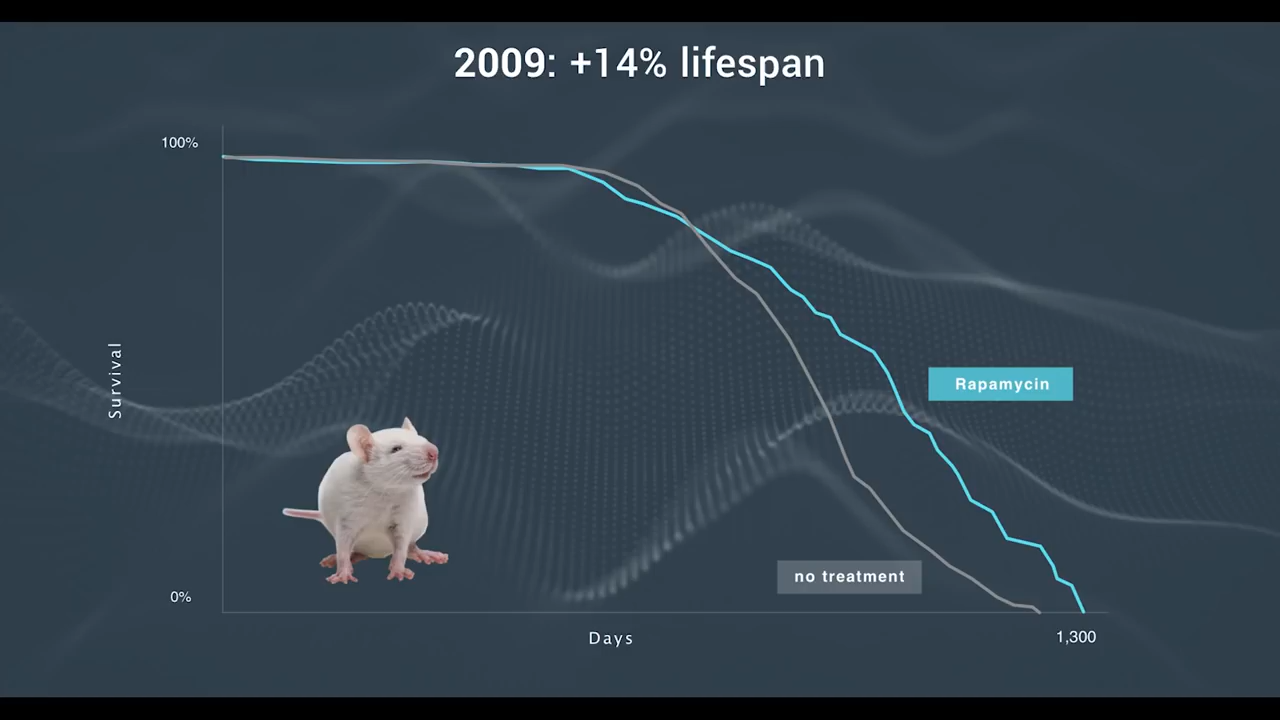 2009: +14% lifespan
100%
Survival
Rapamycin
no treatment
0%
Days
1,300